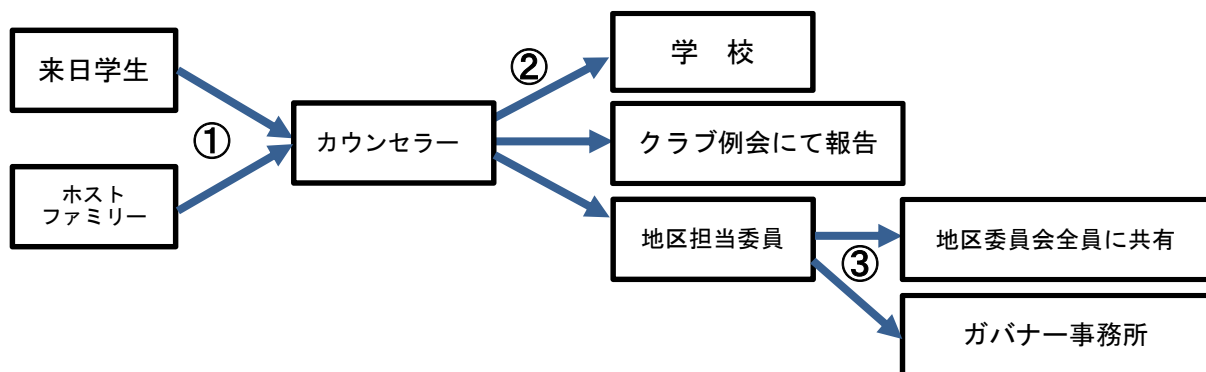 来日学生
ホスト
ファミリー
①
カウンセラー
②
学　校
クラブ例会にて報告
地区担当委員
③
地区委員会全員に共有
ガバナー事務所